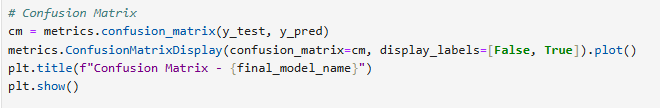 # Confusion Matrix
cm = metrics.confusion_matrix(y_test, y_pred)
metrics.ConfusionMatrixDisplay(confusion_matrix=cm, display_labels=[False, True]).plot()
plt.title(f"Confusion Matrix - {final_model_name}")
plt.show()